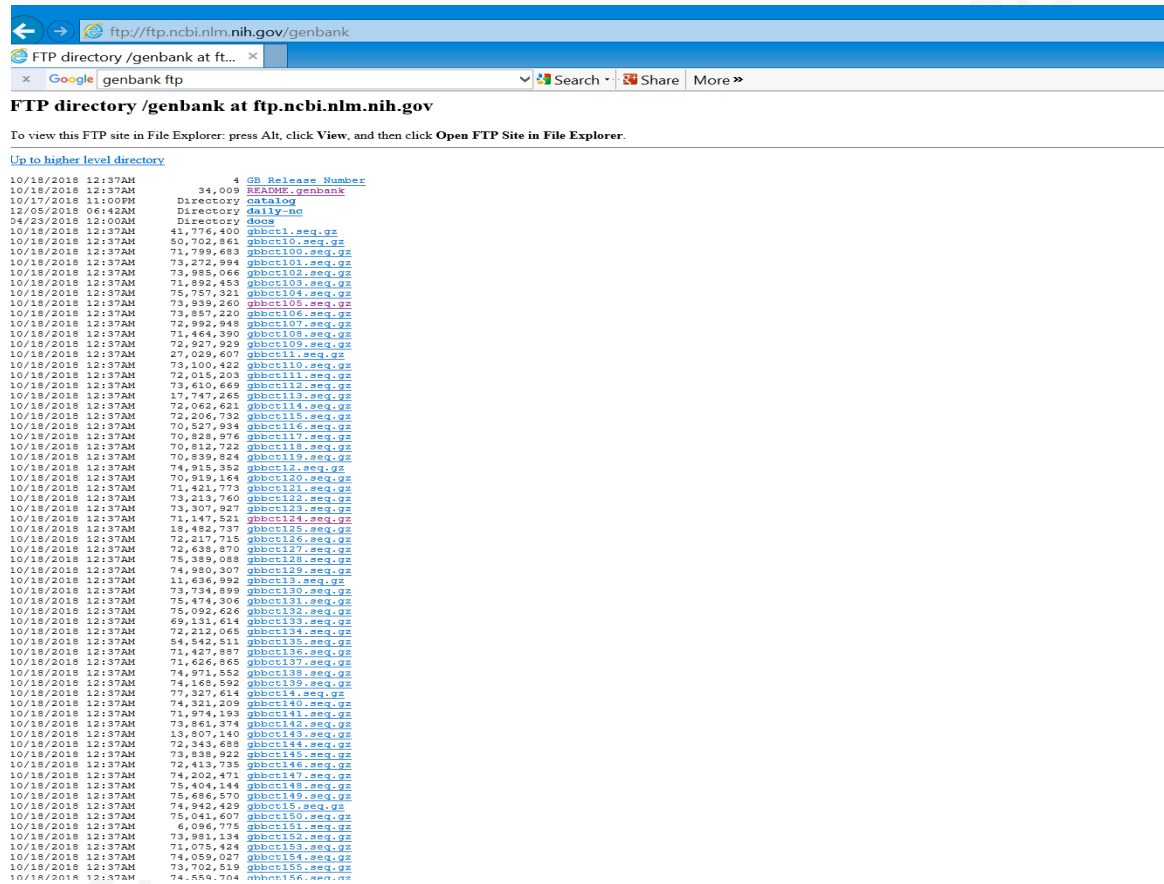 ftp://ftp.ncbi.nlm.nih.gov/genbank
FTP directory /genbank at ft... ×
× Google genbank ftp Search Share More »
FTP directory /genbank at ftp.ncbi.nlm.nih.gov
To view this FTP site in File Explorer: press Alt, click View, and then click Open FTP Site in File Explorer.
Up to higher level directory
10/18/2018 12:37AM 4 GB_Release_Number
10/18/2018 12:37AM 34,009 README.genbank
10/17/2018 11:00PM Directory catalog
12/05/2018 06:42AM Directory daily-nc
04/23/2018 12:00AM Directory docs
10/18/2018 12:37AM 41,776,400 gbbct1.seq.gz
10/18/2018 12:37AM 50,702,861 gbbct10.seq.gz
10/18/2018 12:37AM 71,799,683 gbbct100.seq.gz
10/18/2018 12:37AM 73,272,994 gbbct101.seq.gz
10/18/2018 12:37AM 73,985,066 gbbct102.seq.gz
10/18/2018 12:37AM 71,892,453 gbbct103.seq.gz
10/18/2018 12:37AM 75,757,321 gbbct104.seq.gz
10/18/2018 12:37AM 73,939,260 gbbct105.seq.gz
10/18/2018 12:37AM 73,857,220 gbbct106.seq.gz
10/18/2018 12:37AM 72,992,948 gbbct107.seq.gz
10/18/2018 12:37AM 71,464,390 gbbct108.seq.gz
10/18/2018 12:37AM 72,927,929 gbbct109.seq.gz
10/18/2018 12:37AM 27,029,607 gbbct11.seq.gz
10/18/2018 12:37AM 73,100,422 gbbct110.seq.gz
10/18/2018 12:37AM 72,015,203 gbbct111.seq.gz
10/18/2018 12:37AM 73,610,669 gbbct112.seq.gz
10/18/2018 12:37AM 17,747,265 gbbct113.seq.gz
10/18/2018 12:37AM 72,062,621 gbbct114.seq.gz
10/18/2018 12:37AM 72,206,732 gbbct115.seq.gz
10/18/2018 12:37AM 70,527,934 gbbct116.seq.gz
10/18/2018 12:37AM 70,828,976 gbbct117.seq.gz
10/18/2018 12:37AM 70,812,722 gbbct118.seq.gz
10/18/2018 12:37AM 70,839,824 gbbct119.seq.gz
10/18/2018 12:37AM 74,915,352 gbbct12.seq.gz
10/18/2018 12:37AM 70,919,164 gbbct120.seq.gz
10/18/2018 12:37AM 71,421,773 gbbct121.seq.gz
10/18/2018 12:37AM 73,213,760 gbbct122.seq.gz
10/18/2018 12:37AM 73,307,927 gbbct123.seq.gz
10/18/2018 12:37AM 71,147,521 gbbct124.seq.gz
10/18/2018 12:37AM 18,482,737 gbbct125.seq.gz
10/18/2018 12:37AM 72,217,715 gbbct126.seq.gz
10/18/2018 12:37AM 72,638,870 gbbct127.seq.gz
10/18/2018 12:37AM 75,389,088 gbbct128.seq.gz
10/18/2018 12:37AM 74,980,307 gbbct129.seq.gz
10/18/2018 12:37AM 11,636,992 gbbct13.seq.gz
10/18/2018 12:37AM 73,734,899 gbbct130.seq.gz
10/18/2018 12:37AM 75,474,306 gbbct131.seq.gz
10/18/2018 12:37AM 75,092,626 gbbct132.seq.gz
10/18/2018 12:37AM 69,131,614 gbbct133.seq.gz
10/18/2018 12:37AM 72,212,065 gbbct134.seq.gz
10/18/2018 12:37AM 54,542,511 gbbct135.seq.gz
10/18/2018 12:37AM 71,427,887 gbbct136.seq.gz
10/18/2018 12:37AM 71,626,865 gbbct137.seq.gz
10/18/2018 12:37AM 74,971,552 gbbct138.seq.gz
10/18/2018 12:37AM 74,168,592 gbbct139.seq.gz
10/18/2018 12:37AM 77,327,614 gbbct14.seq.gz
10/18/2018 12:37AM 74,321,209 gbbct140.seq.gz
10/18/2018 12:37AM 71,974,193 gbbct141.seq.gz
10/18/2018 12:37AM 73,861,374 gbbct142.seq.gz
10/18/2018 12:37AM 13,807,140 gbbct143.seq.gz
10/18/2018 12:37AM 72,343,688 gbbct144.seq.gz
10/18/2018 12:37AM 73,838,922 gbbct145.seq.gz
10/18/2018 12:37AM 72,413,735 gbbct146.seq.gz
10/18/2018 12:37AM 74,202,471 gbbct147.seq.gz
10/18/2018 12:37AM 75,404,144 gbbct148.seq.gz
10/18/2018 12:37AM 75,686,570 gbbct149.seq.gz
10/18/2018 12:37AM 74,942,429 gbbct15.seq.gz
10/18/2018 12:37AM 75,041,607 gbbct150.seq.gz
10/18/2018 12:37AM 6,096,775 gbbct151.seq.gz
10/18/2018 12:37AM 73,981,134 gbbct152.seq.gz
10/18/2018 12:37AM 71,075,424 gbbct153.seq.gz
10/18/2018 12:37AM 74,059,027 gbbct154.seq.gz
10/18/2018 12:37AM 73,702,519 gbbct155.seq.gz
10/18/2018 12:37AM 74,559,704 gbbct156.seq.gz